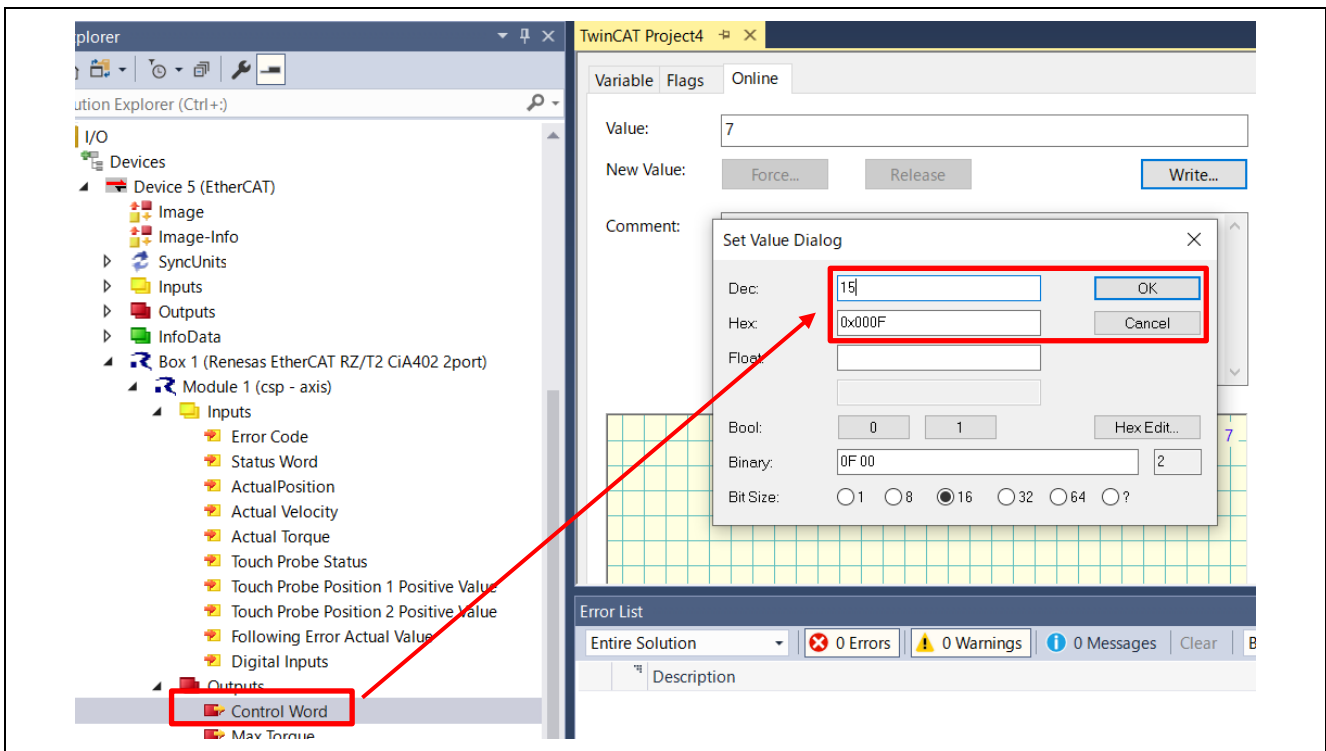 plorer
ution Explorer (Ctrl+:)
I/O
Devices
Device 5 (EtherCAT)
Image
Image-Info
SyncUnits
Inputs
Outputs
InfoData
Box 1 (Renesas EtherCAT RZ/T2 CiA402 2port)
Module 1 (csp - axis)
Inputs
Error Code
Status Word
ActualPosition
Actual Velocity
Actual Torque
Touch Probe Status
Touch Probe Position 1 Positive Value
Touch Probe Position 2 Positive Value
Following Error Actual Value
Digital Inputs
Outputs
Control Word
Max Torque
TwinCAT Project4
Variable Flags Online
Value: 7
New Value: Force... Release Write...
Comment:
Set Value Dialog
Dec: 15 OK
Hex: 0x000F Cancel
Float:
Bool: 0 1 Hex Edit...
Binary: 0F 00 2
Bit Size: 1 8 16 32 64 ?
7
Error List
Entire Solution 0 Errors 0 Warnings 0 Messages Clear B
Description